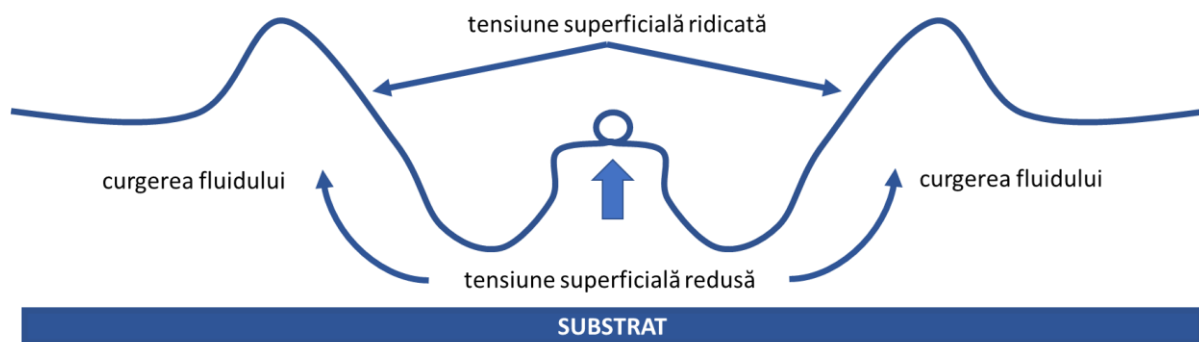 tensiune superficială ridicată
curgerea fluidului
curgerea fluidului
tensiune superficială redusă
SUBSTRAT